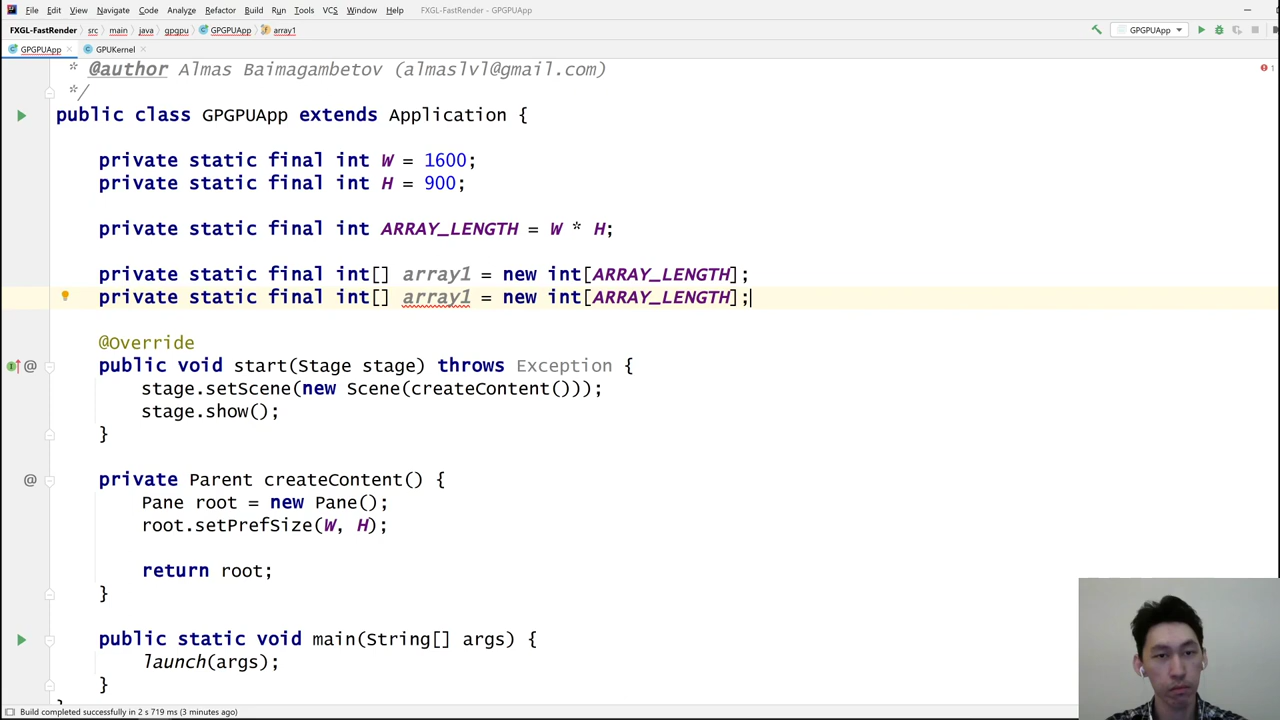 File Edit View Navigate Code Analyze Refactor Build Run Tools VCS Window Help FXGL-FastRender - GPGPUApp
FXGL-FastRender src main java gpgpu GPGPUApp array1 GPGPUApp
GPGPUApp GPUKernel
* @author Almas Baimagambetov (almaslvl@gmail.com)
*/
public class GPGPUApp extends Application {
private static final int W = 1600;
private static final int H = 900;
private static final int ARRAY_LENGTH = W * H;
private static final int[] array1 = new int[ARRAY_LENGTH];
private static final int[] array1 = new int[ARRAY_LENGTH];
@Override
public void start(Stage stage) throws Exception {
stage.setScene(new Scene(createContent()));
stage.show();
}
private Parent createContent() {
Pane root = new Pane();
root.setPrefSize(W, H);
return root;
}
public static void main(String[] args) {
launch(args);
}
Build completed successfully in 2 s 719 ms (3 minutes ago)